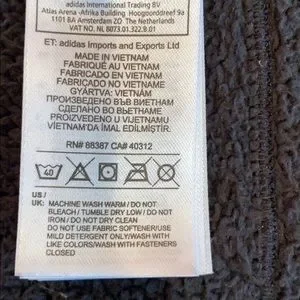 adidas International Trading BV
Atlas Arena -Afrika Building Hoogoorddreef 9a
1101 BA Amsterdam ZO The Netherlands
VAT NO. NL 8073.01.322.B.01
ET: adidas Imports and Exports Ltd
MADE IN VIETNAM
FABRIQUÉ AU VIETNAM
FABRICADO EN VIETNAM
FABRICADO NO VIETNAME
GYÁRTVA: VIETNÁM
ПРОИЗВЕДЕНО ВЪВ ВИЕТНАМ
СДЕЛАНО ВО ВЬЕТНАМЕ
PROIZVEDENO U VIJETNAMU
VIETNAM'DA İMAL EDİLMİŞTİR.
RN# 88387 CA# 40312
40
US /
UK: MACHINE WASH WARM / DO NOT
BLEACH / TUMBLE DRY LOW / DO NOT
IRON / DO NOT DRY CLEAN
DO NOT USE FABRIC SOFTENER/USE
MILD DETERGENT ONLY/WASH WITH
LIKE COLORS/WASH WITH FASTENERS
CLOSED